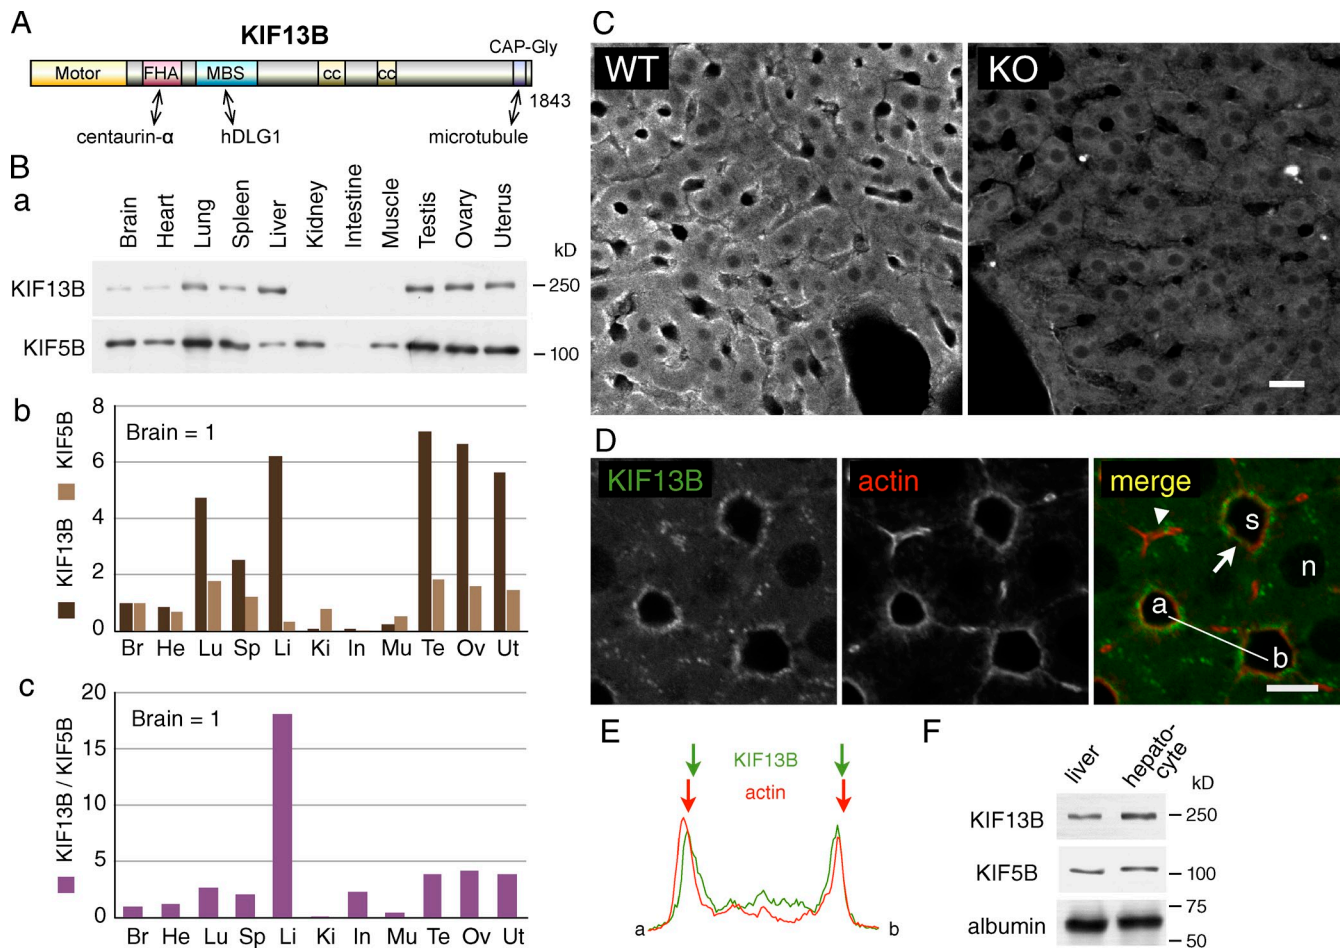 A
KIF13B
CAP-Gly
Motor
FHA
MBS
cc
cc
1843
centaurin-α
hDLG1
microtubule
B
a
Brain
Heart
Lung
Spleen
Liver
Kidney
Intestine
Muscle
Testis
Ovary
Uterus
kD
KIF13B
250
KIF5B
100
b
KIF13B
KIF5B
Brain = 1
8
6
4
2
0
Br He Lu Sp Li Ki In Mu Te Ov Ut
c
KIF13B / KIF5B
Brain = 1
20
15
10
5
0
Br He Lu Sp Li Ki In Mu Te Ov Ut
C
WT
KO
D
KIF13B
actin
merge
s
n
a
b
E
KIF13B
actin
a
b
F
liver
hepato-
cyte
kD
KIF13B
250
KIF5B
100
albumin
75
50